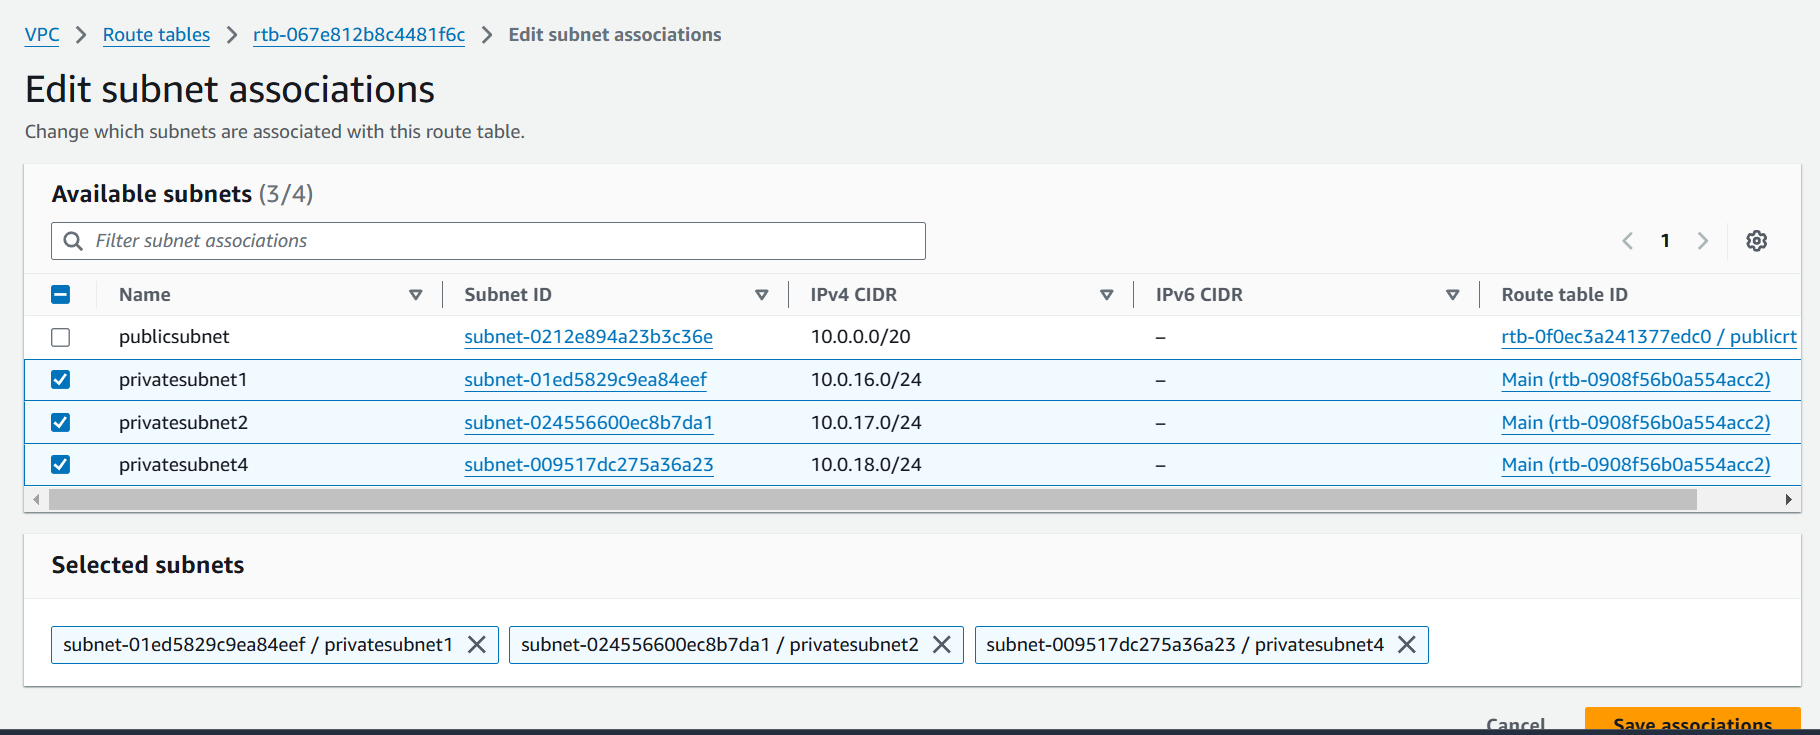 VPC > Route tables > rtb-067e812b8c4481f6c > Edit subnet associations
Edit subnet associations
Change which subnets are associated with this route table.
Available subnets (3/4)
Filter subnet associations
1
Name Subnet ID IPv4 CIDR IPv6 CIDR Route table ID
publicsubnet subnet-0212e894a23b3c36e 10.0.0.0/20 – rtb-0f0ec3a241377edc0 / publicrt
privatesubnet1 subnet-01ed5829c9ea84eef 10.0.16.0/24 – Main (rtb-0908f56b0a554acc2)
privatesubnet2 subnet-024556600ec8b7da1 10.0.17.0/24 – Main (rtb-0908f56b0a554acc2)
privatesubnet4 subnet-009517dc275a36a23 10.0.18.0/24 – Main (rtb-0908f56b0a554acc2)
Selected subnets
subnet-01ed5829c9ea84eef / privatesubnet1 subnet-024556600ec8b7da1 / privatesubnet2 subnet-009517dc275a36a23 / privatesubnet4
Cancel Save associations